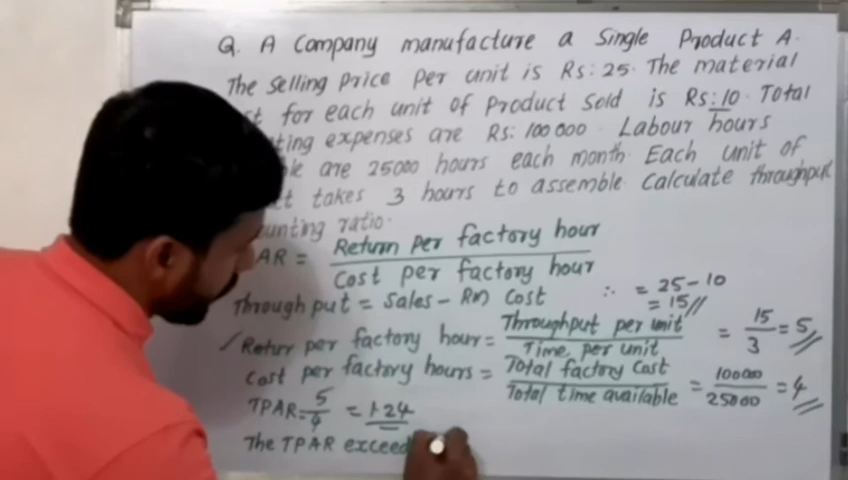 Q. A Company manufacture a Single Product A.
The Selling Price Per unit is Rs: 25. The material
for each unit of Product Sold is Rs: 10. Total
expenses are Rs: 100000. Labour hours
are 25000 hours each month. Each unit of
takes 3 hours to assemble. Calculate throughput
ratio.
AR = Return Per factory hour / Cost per factory hour
Throughput = Sales - RM Cost ∴ = 25 - 10
= 15//
Return per factory hour = Throughput per unit / Time per unit = 15/3 = 5//
Cost per factory hours = Total factory Cost / Total time available = 100000/25000 = 4//
TPAR = 5/4 = 1.24
The TPAR exceed